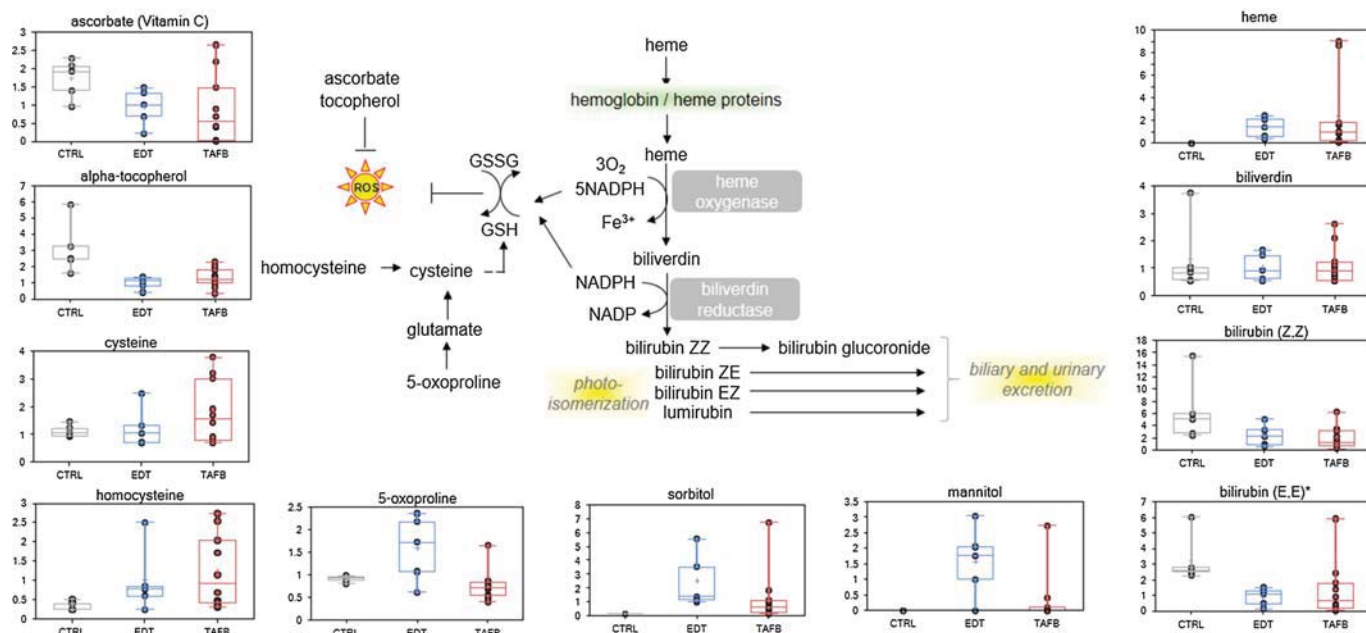 ascorbate (Vitamin C)
3
2.5
2
1.5
1
0.5
0
CTRL EDT TAFB
alpha-tocopherol
7
6
5
4
3
2
1
0
CTRL EDT TAFB
cysteine
4
3
2
1
0
CTRL EDT TAFB
homocysteine
3
2.5
2
1.5
1
0.5
0
CTRL EDT TAFB
5-oxoproline
2.5
2
1.5
1
0.5
0
CTRL EDT TAFB
ascorbate
tocopherol
ROS
GSSG
GSH
homocysteine
cysteine
glutamate
5-oxoproline
heme
hemoglobin / heme proteins
heme
3O₂
5NADPH
Fe³⁺
heme
oxygenase
biliverdin
NADPH
NADP
biliverdin
reductase
bilirubin ZZ
bilirubin glucoronide
bilirubin ZE
bilirubin EZ
lumirubin
photo-
isomerization
biliary and urinary
excretion
sorbitol
8
7
6
5
4
3
2
1
0
CTRL EDT TAFB
mannitol
3.5
3
2.5
2
1.5
1
0.5
0
CTRL EDT TAFB
heme
10
8
6
4
2
0
CTRL EDT TAFB
biliverdin
4
3
2
1
0
CTRL EDT TAFB
bilirubin (Z,Z)
18
16
14
12
10
8
6
4
2
0
CTRL EDT TAFB
bilirubin (E,E)*
7
6
5
4
3
2
1
0
CTRL EDT TAFB